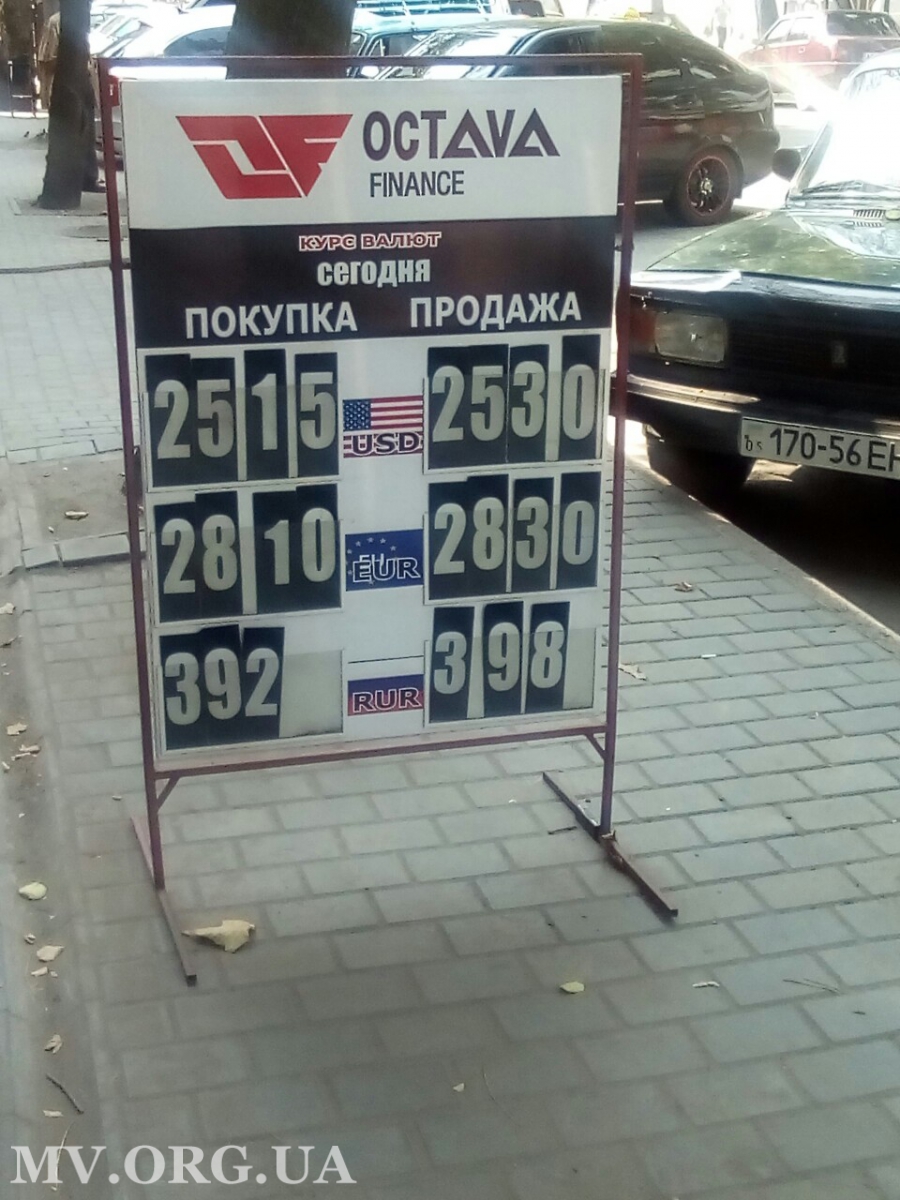 OCTAVA
FINANCE
КУРС ВАЛЮТ
сегодня
ПОКУПКА ПРОДАЖА
2515 USD 2530
2810 EUR 2830
392 RUR 398
170-56 ЕН
MV.ORG.UA